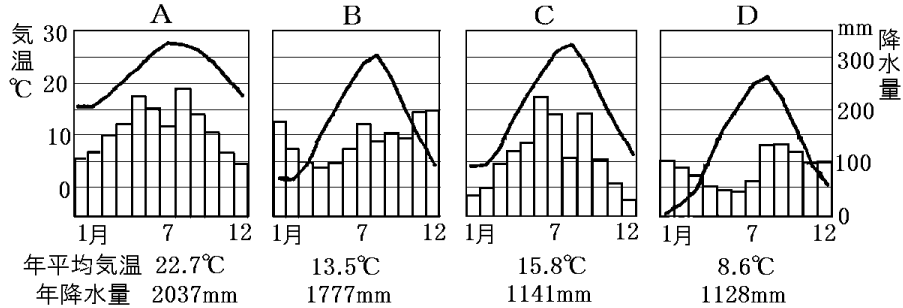 A B C D
気温℃
30
20
10
0
mm
降水量
300
200
100
0
1月 7 12 1月 7 12 1月 7 12 1月 7 12
年平均気温 22.7℃ 13.5℃ 15.8℃ 8.6℃
年降水量 2037mm 1777mm 1141mm 1128mm